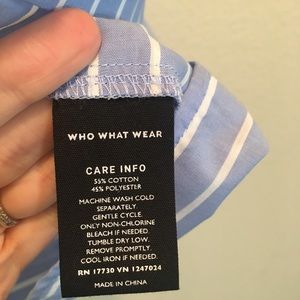 WHO WHAT WEAR
CARE INFO
55% COTTON
45% POLYESTER
MACHINE WASH COLD
SEPARATELY
GENTLE CYCLE.
ONLY NON-CHLORINE
BLEACH IF NEEDED.
TUMBLE DRY LOW.
REMOVE PROMPTLY.
COOL IRON IF NEEDED.
RN 17730 VN 1247024
MADE IN CHINA